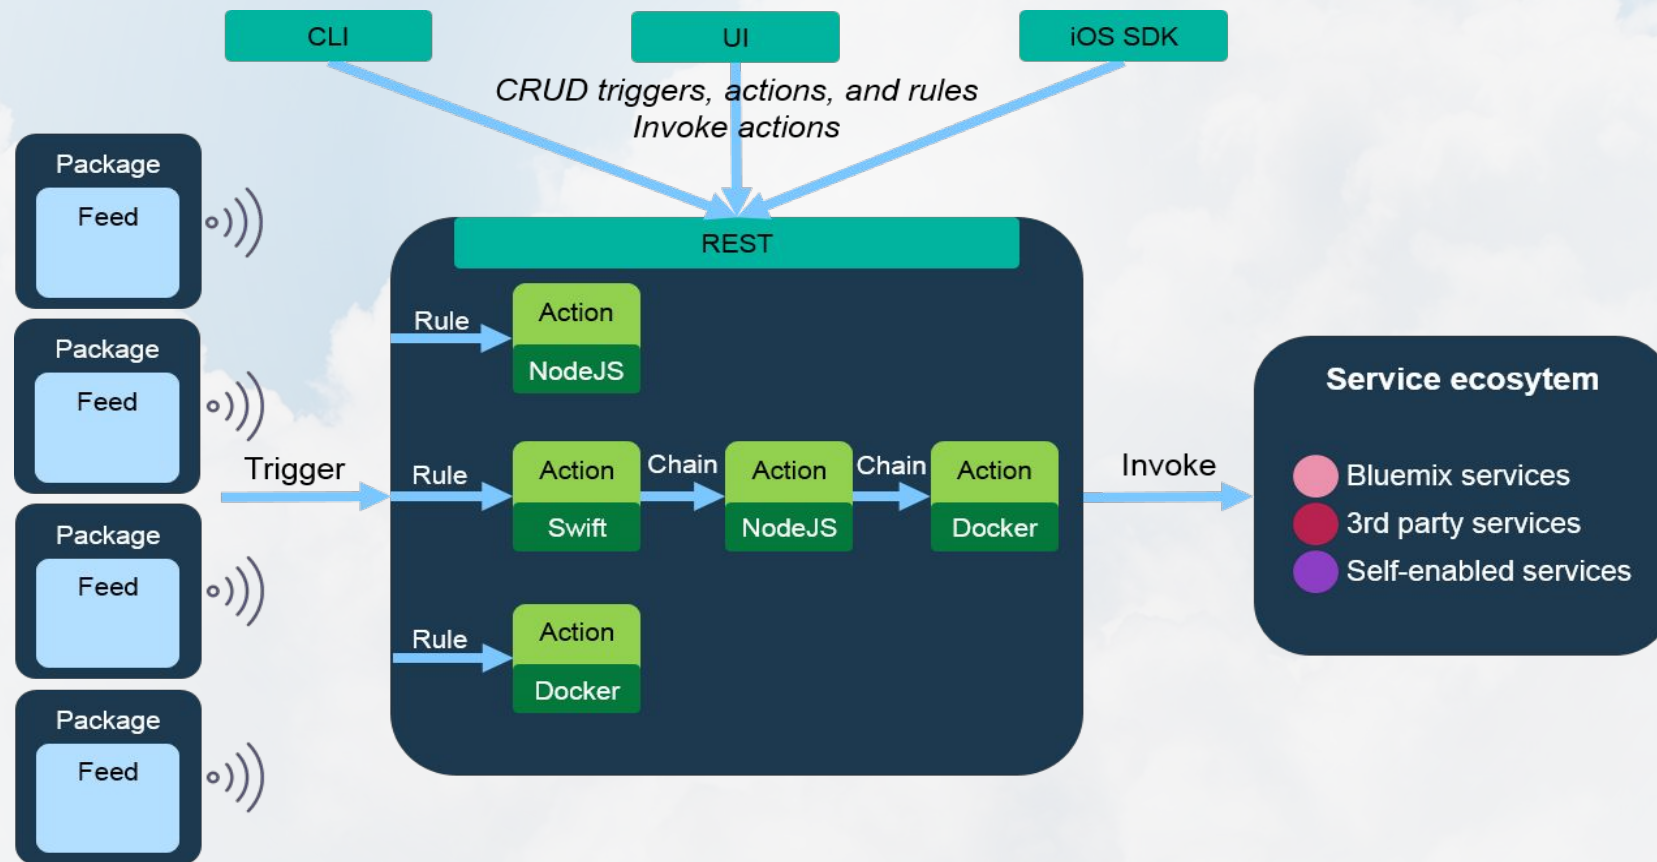 CLI
UI
iOS SDK
CRUD triggers, actions, and rules
Invoke actions
Package
Feed
Package
Feed
Package
Feed
Package
Feed
Trigger
REST
Rule
Action
NodeJS
Rule
Action
Swift
Chain
Action
NodeJS
Chain
Action
Docker
Rule
Action
Docker
Invoke
Service ecosytem
Bluemix services
3rd party services
Self-enabled services